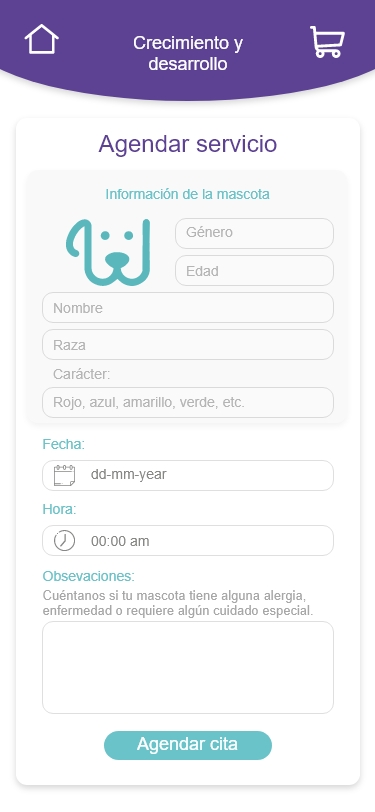 Crecimiento y
desarrollo
Agendar servicio
Información de la mascota
Género
Edad
Nombre
Raza
Carácter:
Rojo, azul, amarillo, verde, etc.
Fecha:
dd-mm-year
Hora:
00:00 am
Obsevaciones:
Cuéntanos si tu mascota tiene alguna alergia,
enfermedad o requiere algún cuidado especial.
Agendar cita